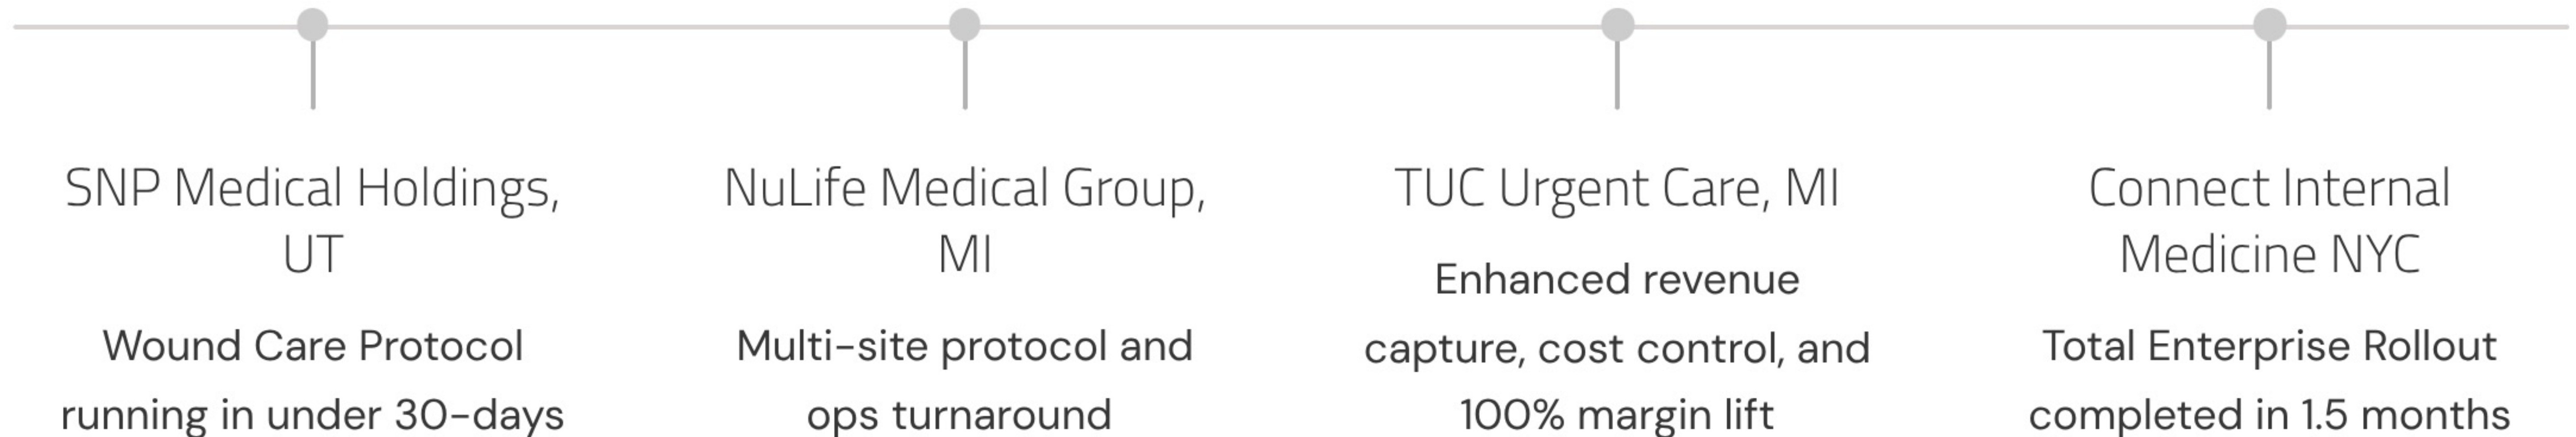 SNP Medical Holdings,
UT
Wound Care Protocol
running in under 30-days
NuLife Medical Group,
MI
Multi-site protocol and
ops turnaround
TUC Urgent Care, MI
Enhanced revenue
capture, cost control, and
100% margin lift
Connect Internal
Medicine NYC
Total Enterprise Rollout
completed in 1.5 months